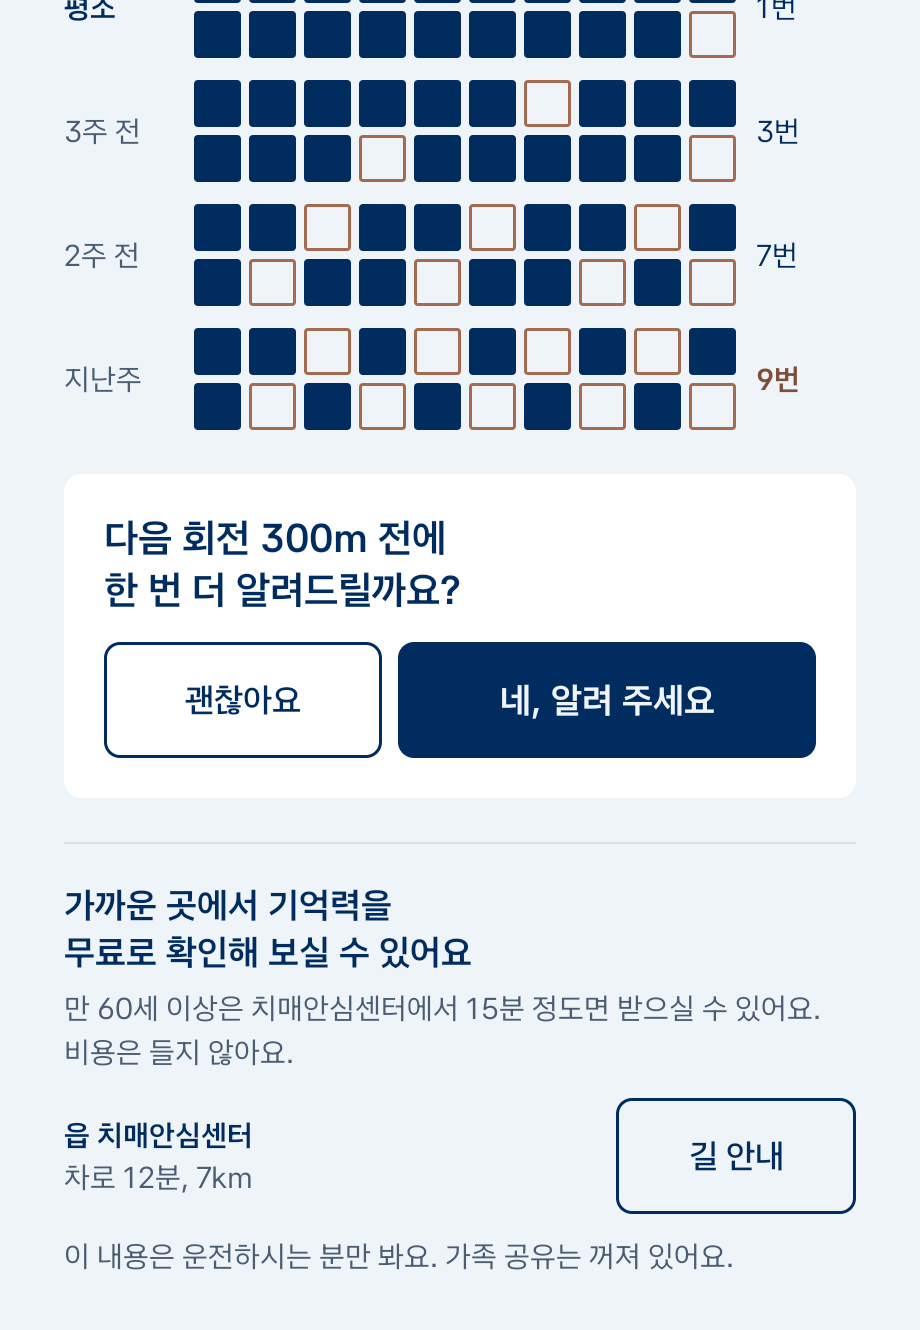 평소
1번
3주 전
3번
2주 전
7번
지난주
9번
다음 회전 300m 전에
한 번 더 알려드릴까요?
괜찮아요
네, 알려 주세요
가까운 곳에서 기억력을
무료로 확인해 보실 수 있어요
만 60세 이상은 치매안심센터에서 15분 정도면 받으실 수 있어요.
비용은 들지 않아요.
읍 치매안심센터
차로 12분, 7km
길 안내
이 내용은 운전하시는 분만 봐요. 가족 공유는 꺼져 있어요.